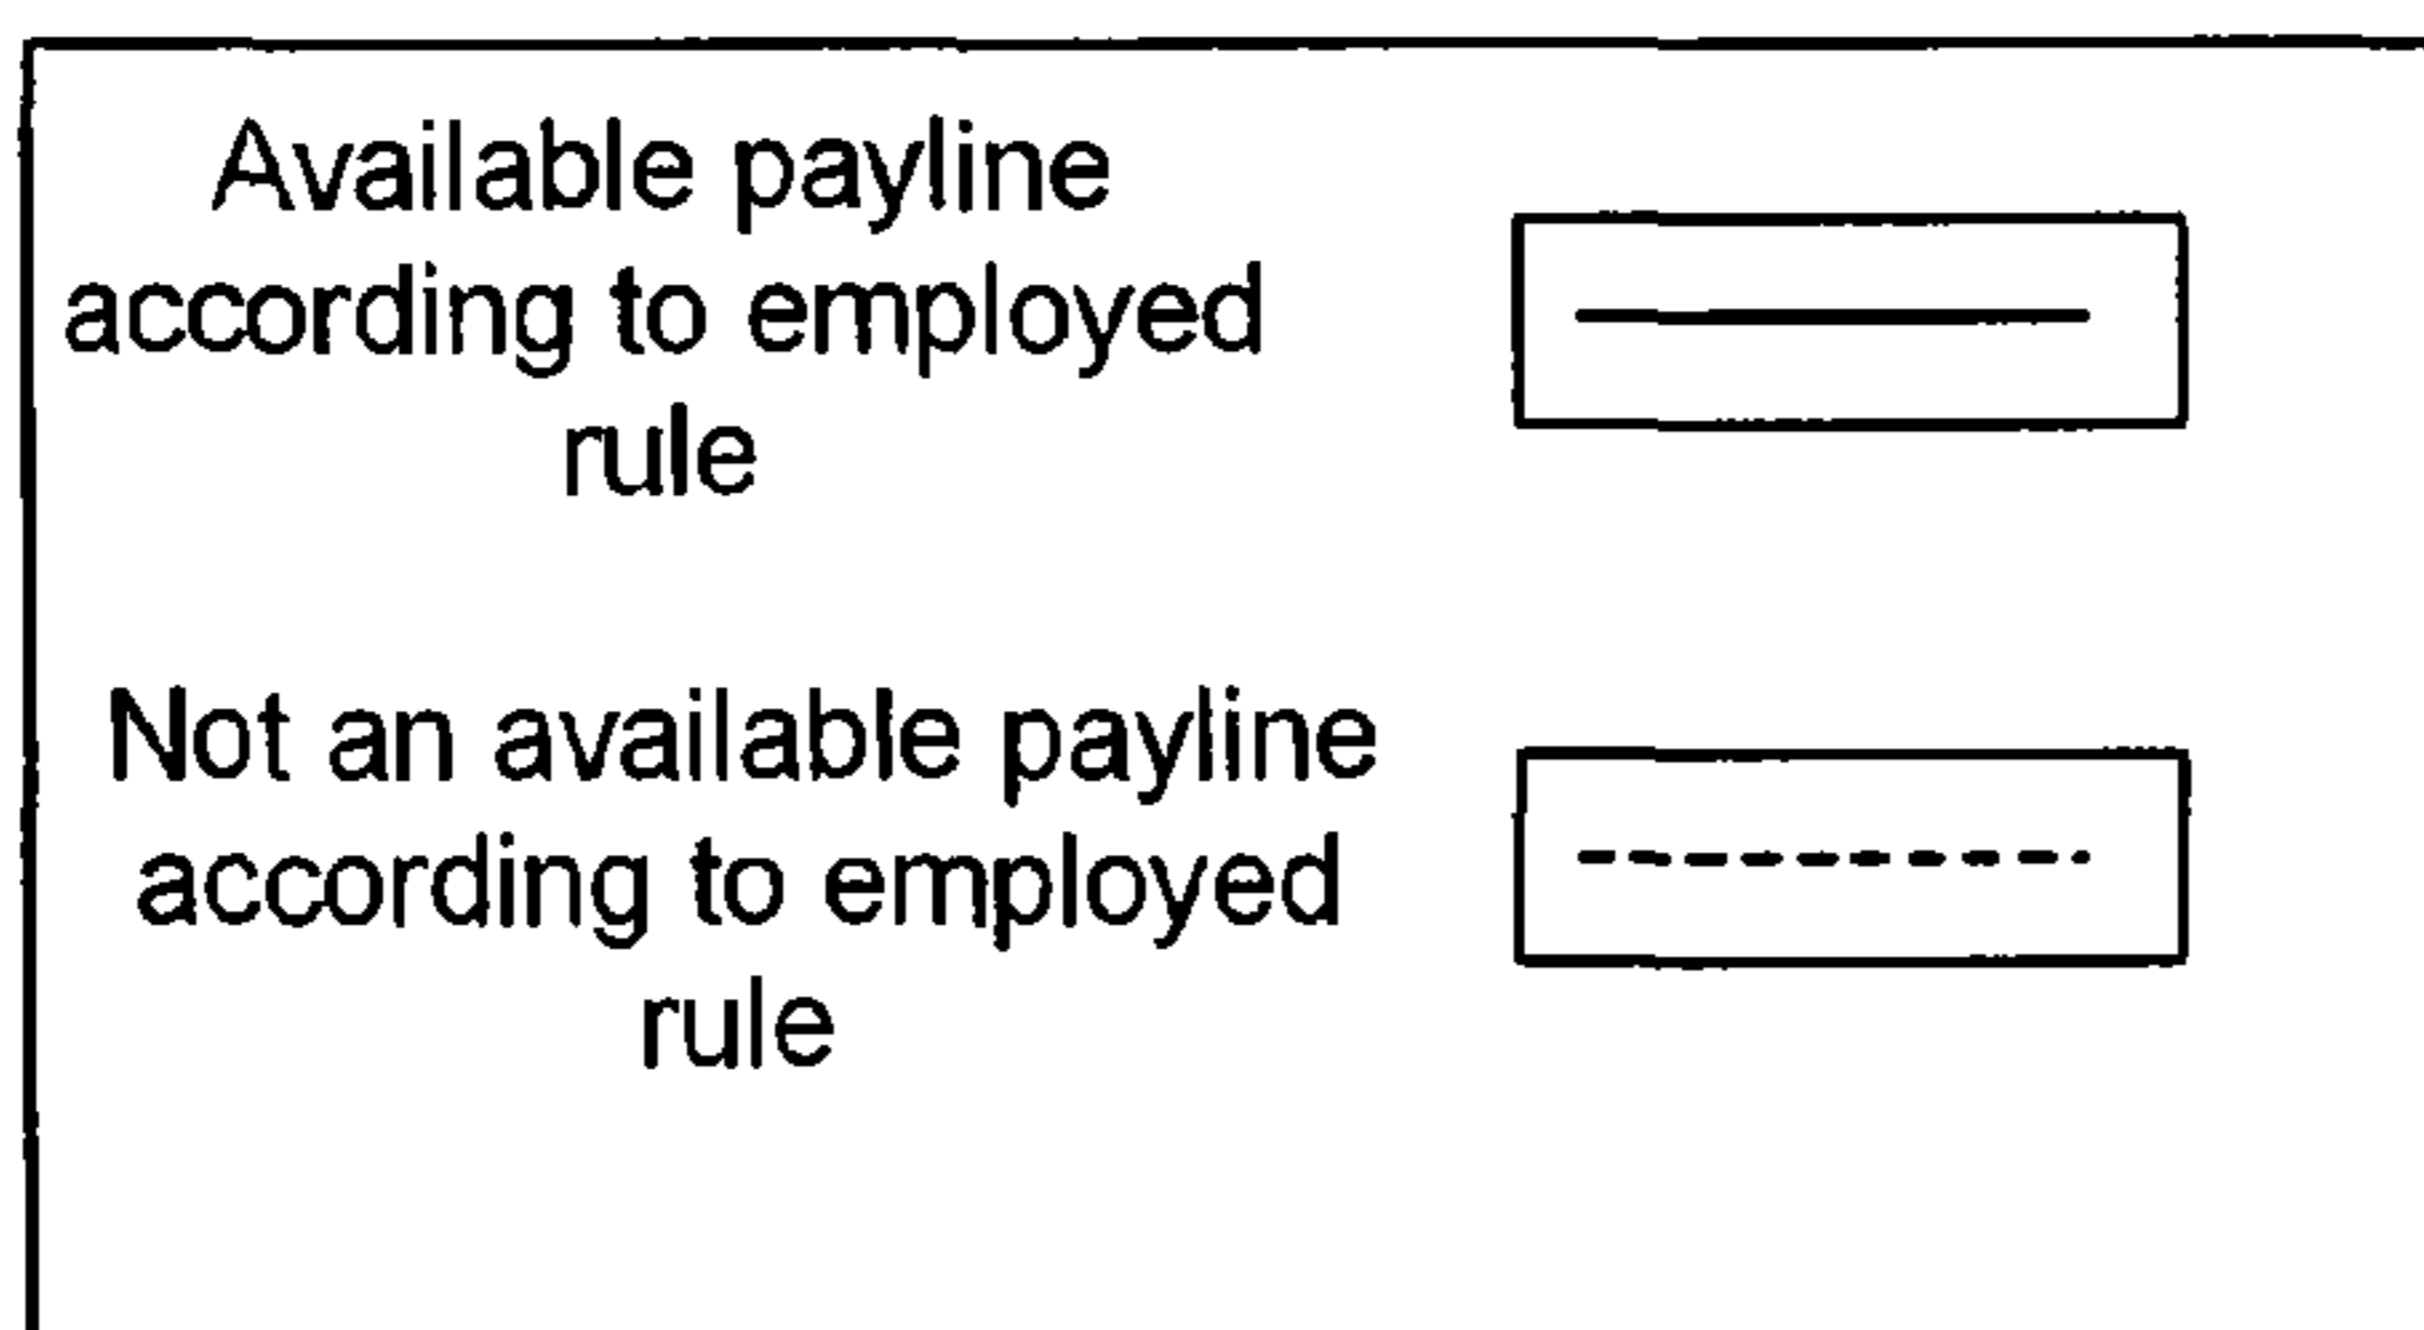 Available payline
according to employed
rule
Not an available payline
according to employed
rule